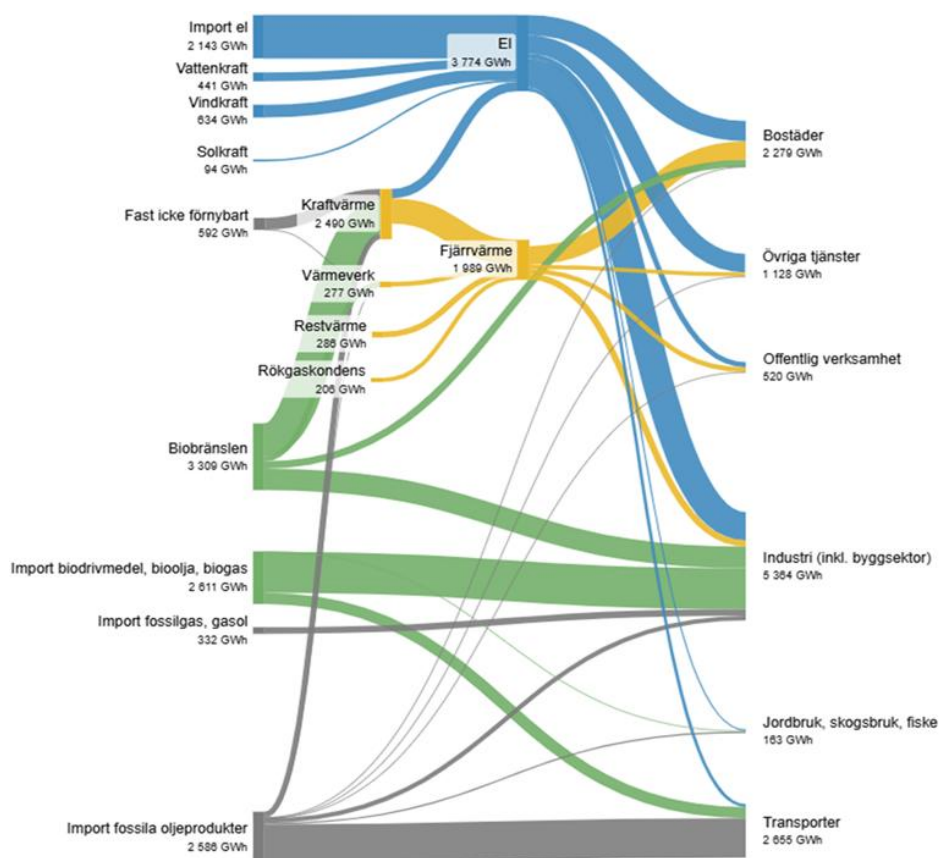 Import el
2 143 GWh
Vattenkraft
441 GWh
Vindkraft
634 GWh
Solkraft
94 GWh
Fast icke förnybart
592 GWh
El
3 774 GWh
Kraftvärme
2 490 GWh
Fjärrvärme
1 989 GWh
Värmeverk
277 GWh
Restvärme
286 GWh
Rökgaskondens
206 GWh
Biobränslen
3 309 GWh
Import biodrivmedel, bioolja, biogas
2 611 GWh
Import fossilgas, gasol
332 GWh
Import fossila oljeprodukter
2 586 GWh
Bostäder
2 279 GWh
Övriga tjänster
1 128 GWh
Offentlig verksamhet
520 GWh
Industri (inkl. byggsektor)
5 364 GWh
Jordbruk, skogsbruk, fiske
163 GWh
Transporter
2 655 GWh